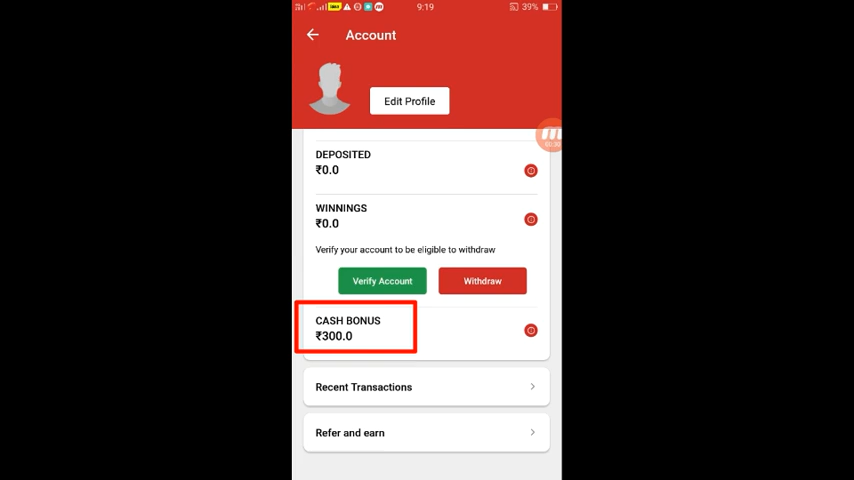 9:19
39%
Account
Edit Profile
DEPOSITED
₹0.0
WINNINGS
₹0.0
Verify your account to be eligible to withdraw
Verify Account
Withdraw
CASH BONUS
₹300.0
Recent Transactions
Refer and earn